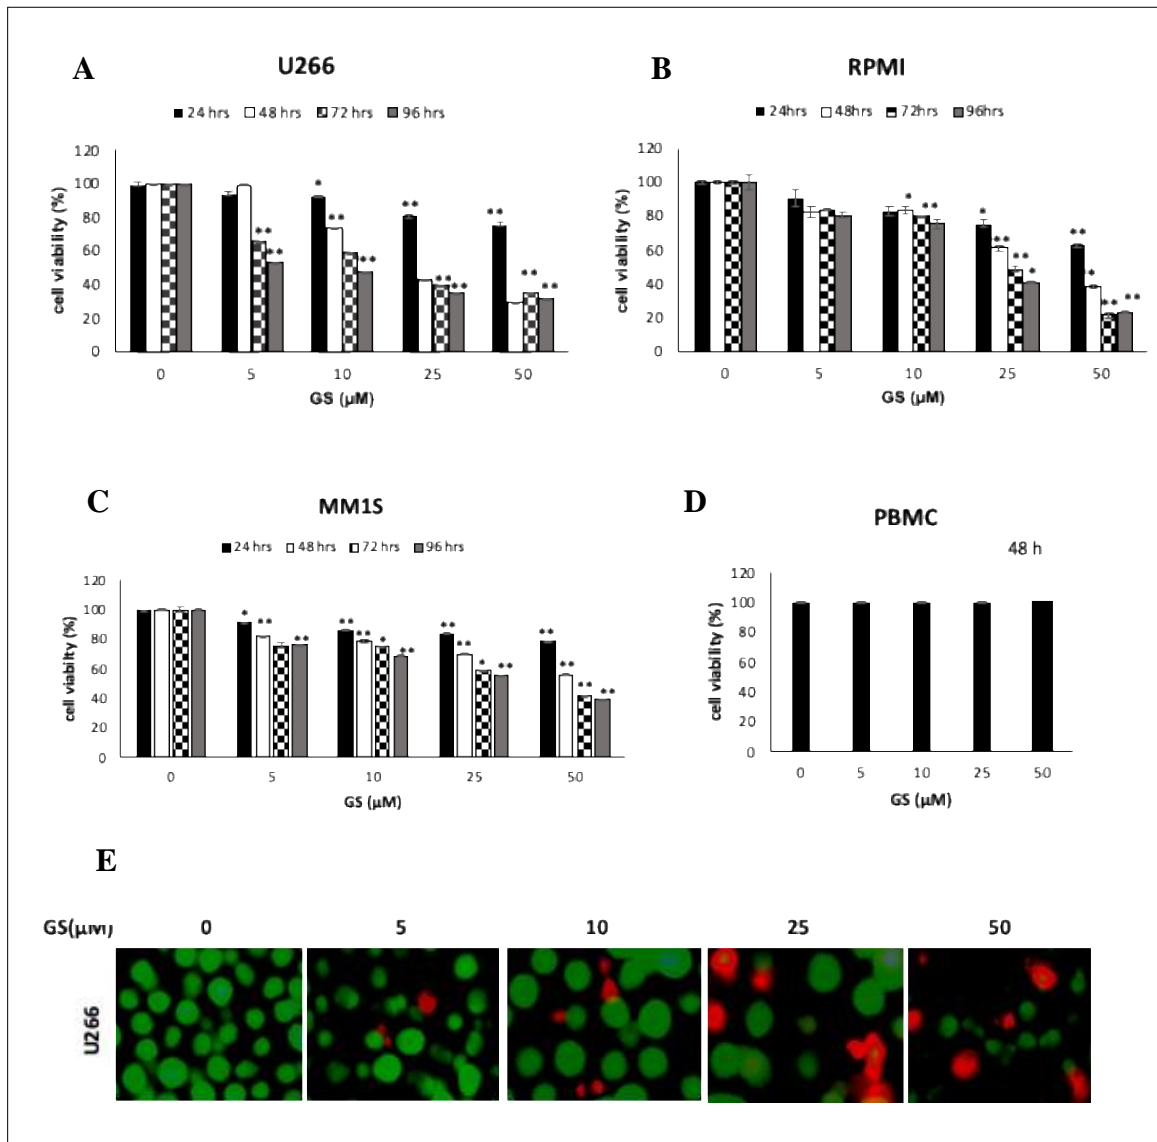 A
U266
24 hrs 48 hrs 72 hrs 96 hrs
cell viability (%)
120
100
80
60
40
20
0
*
**
**
**
**
**
**
**
**
**
**
0 5 10 25 50
GS (μM)
B
RPMI
24hrs 48hrs 72hrs 96hrs
cell viability (%)
120
100
80
60
40
20
0
*
**
*
**
**
*
**
**
**
**
0 5 10 25 50
GS (μM)
C
MM1S
24 hrs 48 hrs 72 hrs 96 hrs
cell viabilty (%)
120
100
80
60
40
20
0
*
**
**
**
**
*
**
**
**
*
**
**
**
**
**
0 5 10 25 50
GS (μM)
D
PBMC
48 h
cell viability (%)
120
100
80
60
40
20
0
0 5 10 25 50
GS (μM)
E
GS(μM) 0 5 10 25 50
U266